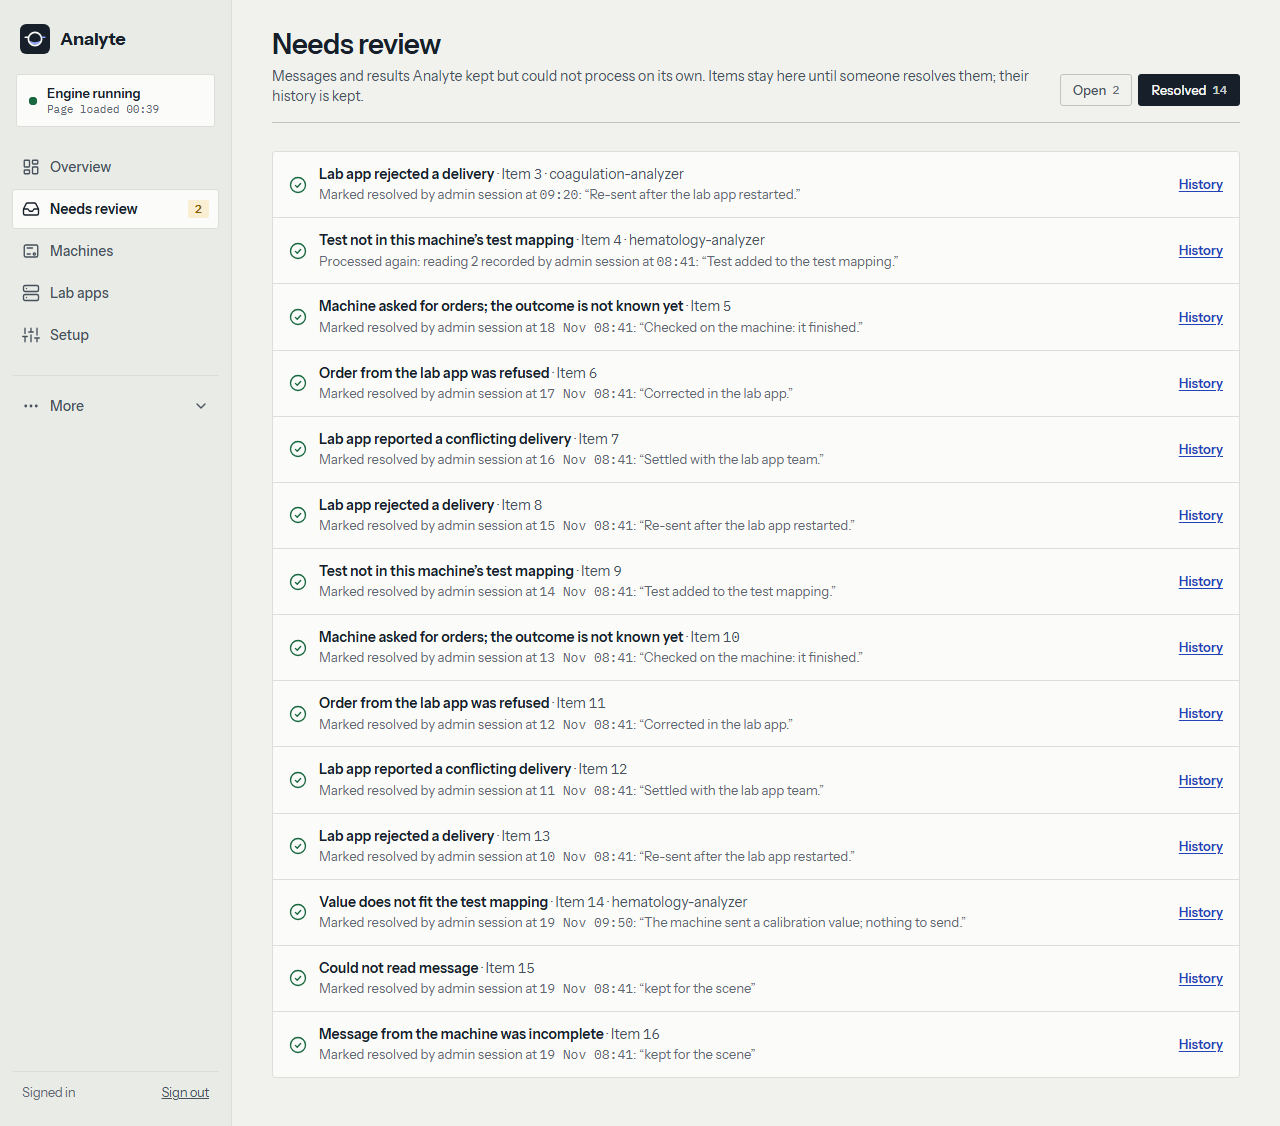 Analyte
Engine running
Page loaded 00:39
Overview
Needs review 2
Machines
Lab apps
Setup
More
Signed in
Sign out
Needs review
Messages and results Analyte kept but could not process on its own. Items stay here until someone resolves them; their
history is kept.
Open 2
Resolved 14
Lab app rejected a delivery · Item 3 · coagulation-analyzer
Marked resolved by admin session at 09:20: “Re-sent after the lab app restarted.”
History
Test not in this machine’s test mapping · Item 4 · hematology-analyzer
Processed again: reading 2 recorded by admin session at 08:41: “Test added to the test mapping.”
History
Machine asked for orders; the outcome is not known yet · Item 5
Marked resolved by admin session at 18 Nov 08:41: “Checked on the machine: it finished.”
History
Order from the lab app was refused · Item 6
Marked resolved by admin session at 17 Nov 08:41: “Corrected in the lab app.”
History
Lab app reported a conflicting delivery · Item 7
Marked resolved by admin session at 16 Nov 08:41: “Settled with the lab app team.”
History
Lab app rejected a delivery · Item 8
Marked resolved by admin session at 15 Nov 08:41: “Re-sent after the lab app restarted.”
History
Test not in this machine’s test mapping · Item 9
Marked resolved by admin session at 14 Nov 08:41: “Test added to the test mapping.”
History
Machine asked for orders; the outcome is not known yet · Item 10
Marked resolved by admin session at 13 Nov 08:41: “Checked on the machine: it finished.”
History
Order from the lab app was refused · Item 11
Marked resolved by admin session at 12 Nov 08:41: “Corrected in the lab app.”
History
Lab app reported a conflicting delivery · Item 12
Marked resolved by admin session at 11 Nov 08:41: “Settled with the lab app team.”
History
Lab app rejected a delivery · Item 13
Marked resolved by admin session at 10 Nov 08:41: “Re-sent after the lab app restarted.”
History
Value does not fit the test mapping · Item 14 · hematology-analyzer
Marked resolved by admin session at 19 Nov 09:50: “The machine sent a calibration value; nothing to send.”
History
Could not read message · Item 15
Marked resolved by admin session at 19 Nov 08:41: “kept for the scene”
History
Message from the machine was incomplete · Item 16
Marked resolved by admin session at 19 Nov 08:41: “kept for the scene”
History